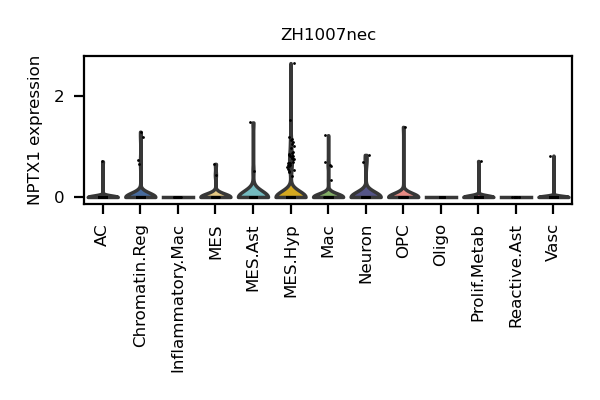 ZH1007nec
NPTX1 expression
2
0
AC
Chromatin.Reg
Inflammatory.Mac
MES
MES.Ast
MES.Hyp
Mac
Neuron
OPC
Oligo
Prolif.Metab
Reactive.Ast
Vasc